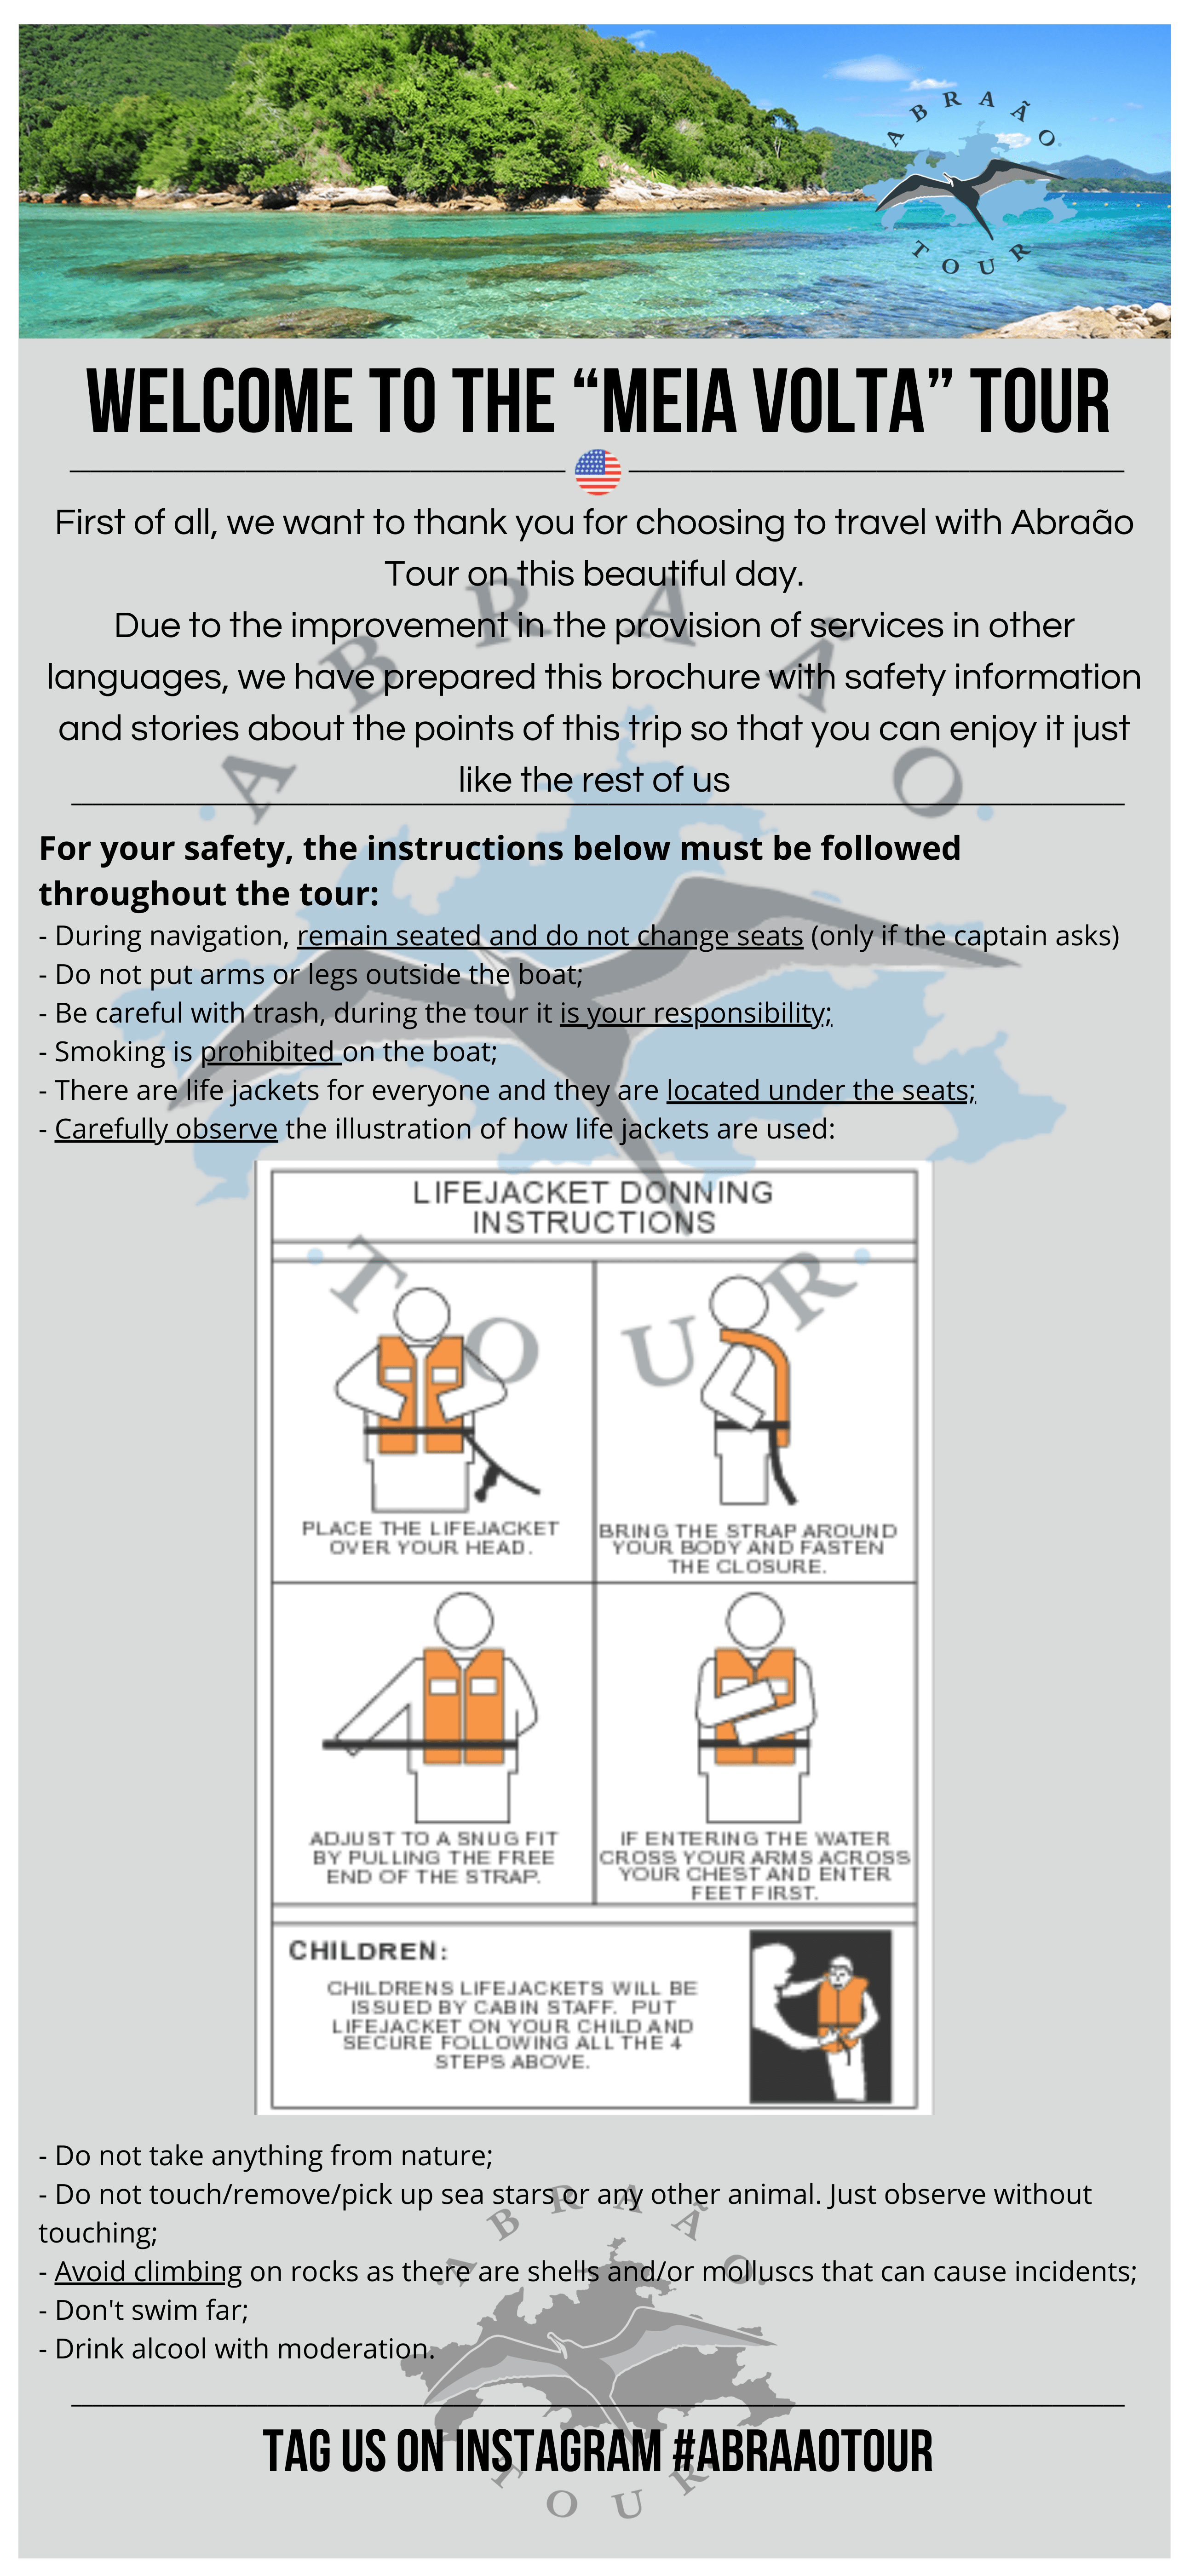 ABRAÃO
TOUR
WELCOME TO THE “MEIA VOLTA” TOUR
First of all, we want to thank you for choosing to travel with Abraão
Tour on this beautiful day.
Due to the improvement in the provision of services in other
languages, we have prepared this brochure with safety information
and stories about the points of this trip so that you can enjoy it just
like the rest of us
ABRAÃO
For your safety, the instructions below must be followed
throughout the tour:
- During navigation, remain seated and do not change seats (only if the captain asks)
- Do not put arms or legs outside the boat;
- Be careful with trash, during the tour it is your responsibility;
- Smoking is prohibited on the boat;
- There are life jackets for everyone and they are located under the seats;
- Carefully observe the illustration of how life jackets are used:
LIFEJACKET DONNING
INSTRUCTIONS
TOUR
PLACE THE LIFEJACKET
OVER YOUR HEAD.
BRING THE STRAP AROUND
YOUR BODY AND FASTEN
THE CLOSURE.
ADJUST TO A SNUG FIT
BY PULLING THE FREE
END OF THE STRAP.
IF ENTERING THE WATER
CROSS YOUR ARMS ACROSS
YOUR CHEST AND ENTER
FEET FIRST.
CHILDREN:
CHILDRENS LIFEJACKETS WILL BE
ISSUED BY CABIN STAFF. PUT
LIFEJACKET ON YOUR CHILD AND
SECURE FOLLOWING ALL THE 4
STEPS ABOVE.
- Do not take anything from nature;
- Do not touch/remove/pick up sea stars or any other animal. Just observe without
touching;
- Avoid climbing on rocks as there are shells and/or molluscs that can cause incidents;
- Don't swim far;
- Drink alcool with moderation.
ABRAÃO
TAG US ON INSTAGRAM #ABRAAOTOUR
TOUR